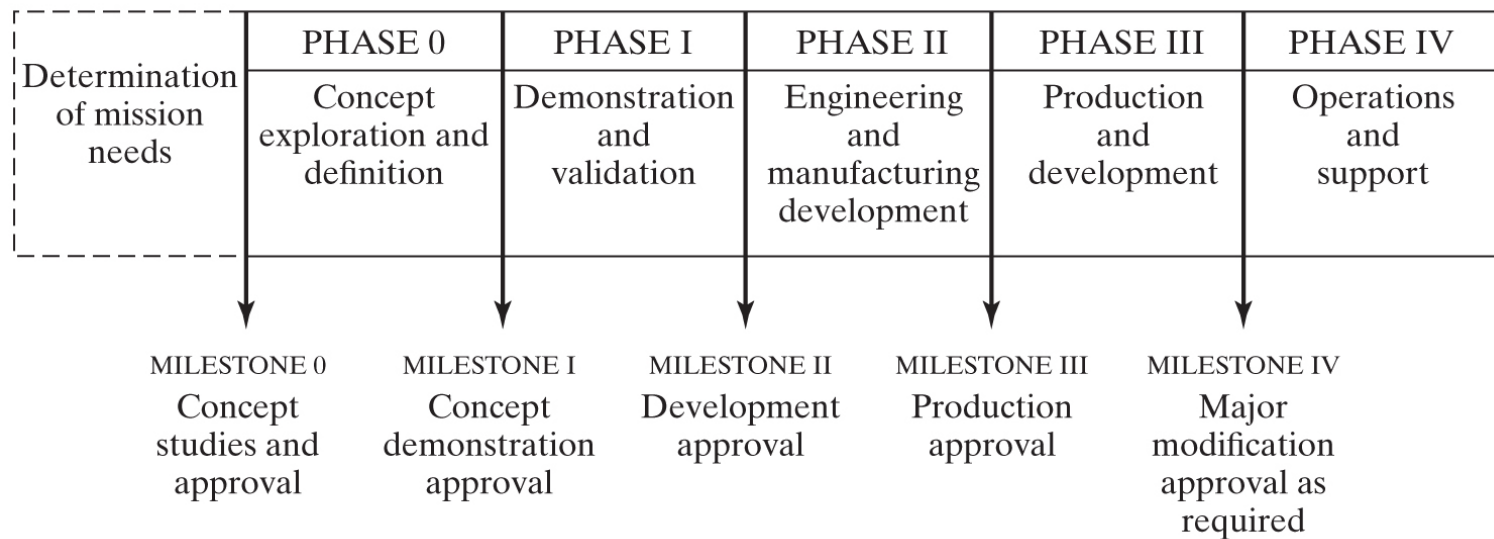 Determination
of mission
needs
PHASE 0
Concept
exploration and
definition
PHASE I
Demonstration
and
validation
PHASE II
Engineering
and
manufacturing
development
PHASE III
Production
and
development
PHASE IV
Operations
and
support
MILESTONE 0
Concept
studies and
approval
MILESTONE I
Concept
demonstration
approval
MILESTONE II
Development
approval
MILESTONE III
Production
approval
MILESTONE IV
Major
modification
approval as
required